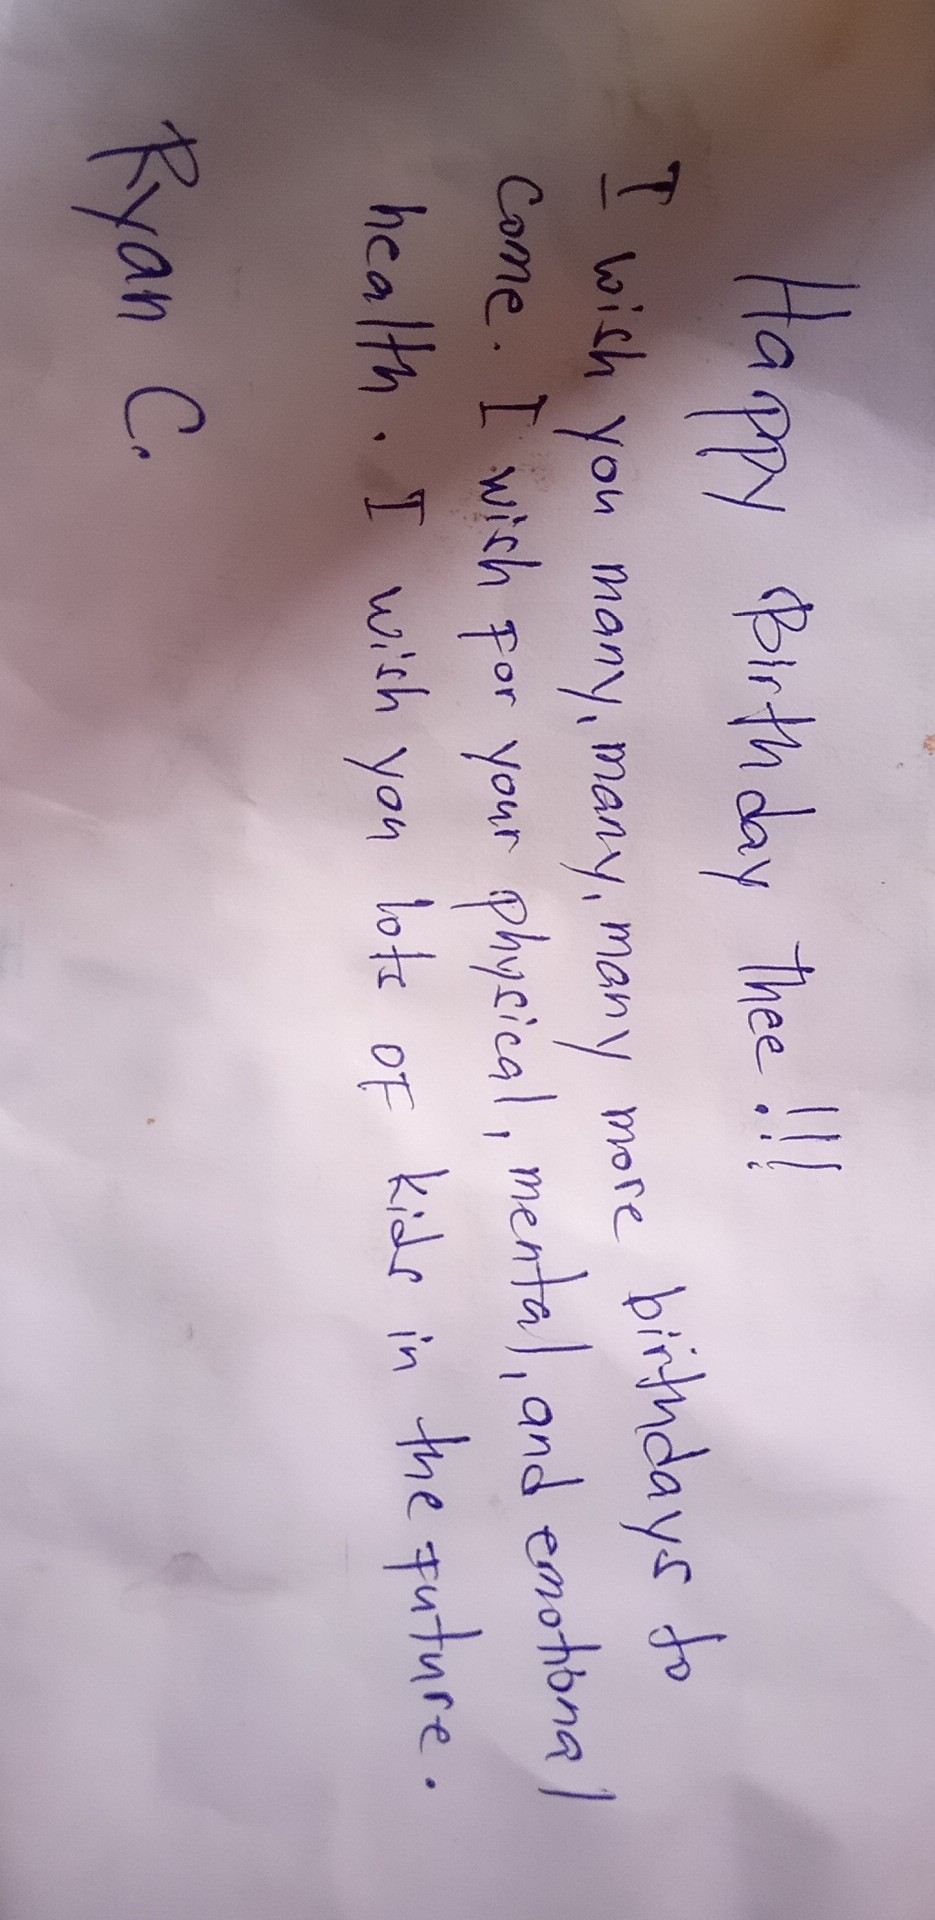 Happy Birthday Thee !!!
I wish you many, many, many more birthdays to
come. I wish for your physical, mental, and emotional
health. I wish you lots of kids in the future.
Ryan C.